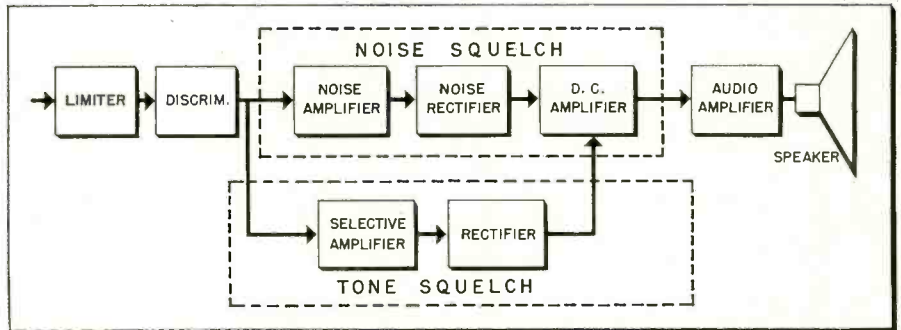 NOISE SQUELCH
LIMITER
DISCRIM.
NOISE
AMPLIFIER
NOISE
RECTIFIER
D. C.
AMPLIFIER
AUDIO
AMPLIFIER
SPEAKER
SELECTIVE
AMPLIFIER
RECTIFIER
TONE SQUELCH